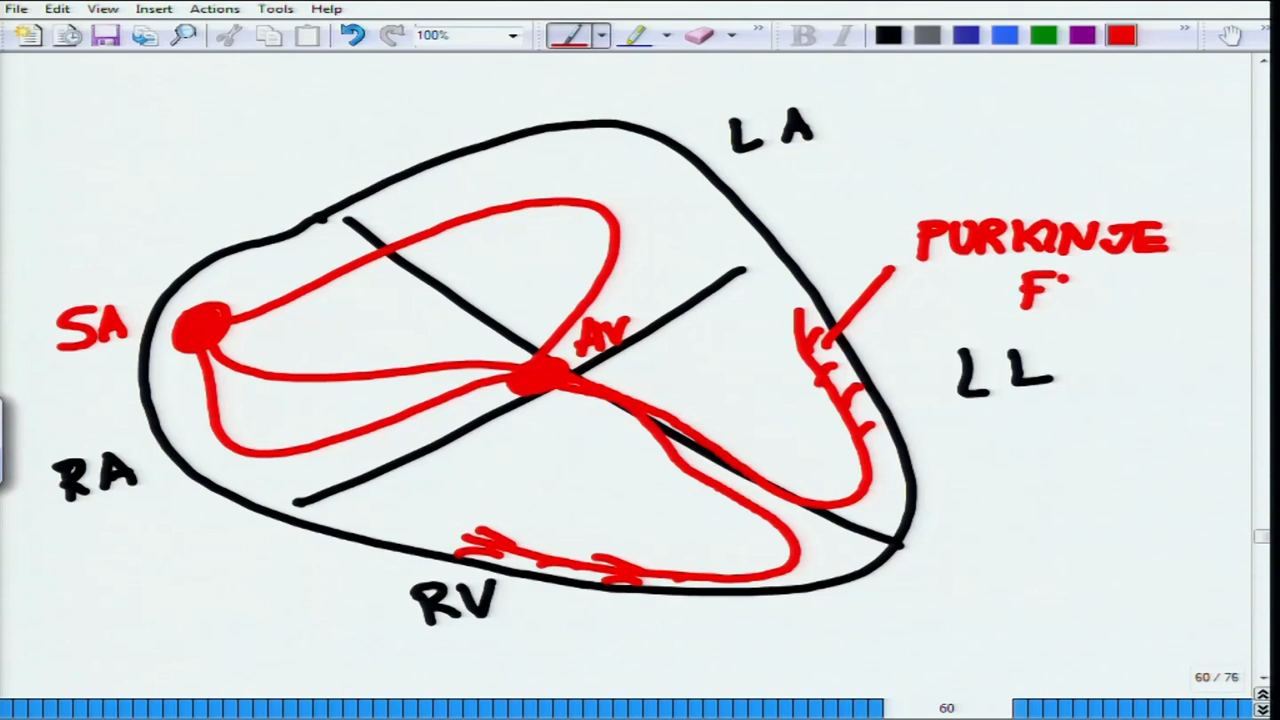 File Edit View Insert Actions Tools Help
100%
B I
LA
PURKINJE
F
SA
AV
LL
RA
RV
60 / 76
60